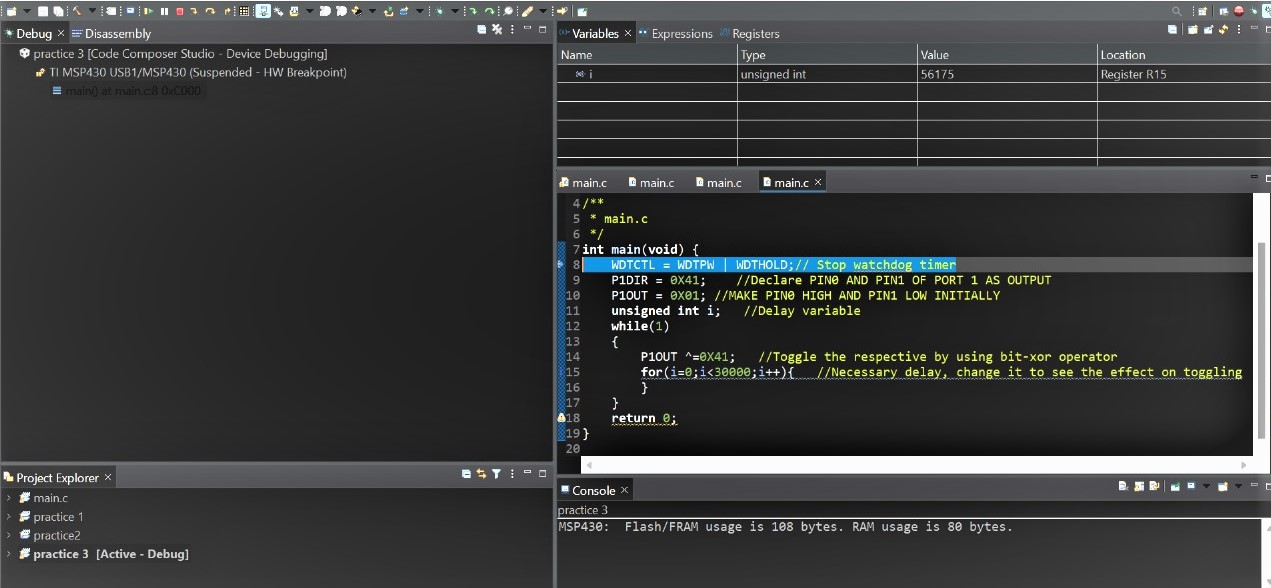 Debug
Disassembly
practice 3 [Code Composer Studio - Device Debugging]
TI MSP430 USB1/MSP430 (Suspended - HW Breakpoint)
main() at main.c:8 0xC000
Variables
Expressions
Registers
Name Type Value Location
i unsigned int 56175 Register R15
main.c main.c main.c main.c
4 /**
5 * main.c
6 */
7 int main(void) {
8 WDTCTL = WDTPW | WDTHOLD;// Stop watchdog timer
9 P1DIR = 0X41; //Declare PIN0 AND PIN1 OF PORT 1 AS OUTPUT
10 P1OUT = 0X01; //MAKE PIN0 HIGH AND PIN1 LOW INITIALLY
11 unsigned int i; //Delay variable
12 while(1)
13 {
14 P1OUT ^=0X41; //Toggle the respective by using bit-xor operator
15 for(i=0;i<30000;i++){ //Necessary delay, change it to see the effect on toggling
16 }
17 }
18 return 0;
19 }
20
Project Explorer
main.c
practice 1
practice2
practice 3 [Active - Debug]
Console
practice 3
MSP430: Flash/FRAM usage is 108 bytes. RAM usage is 80 bytes.